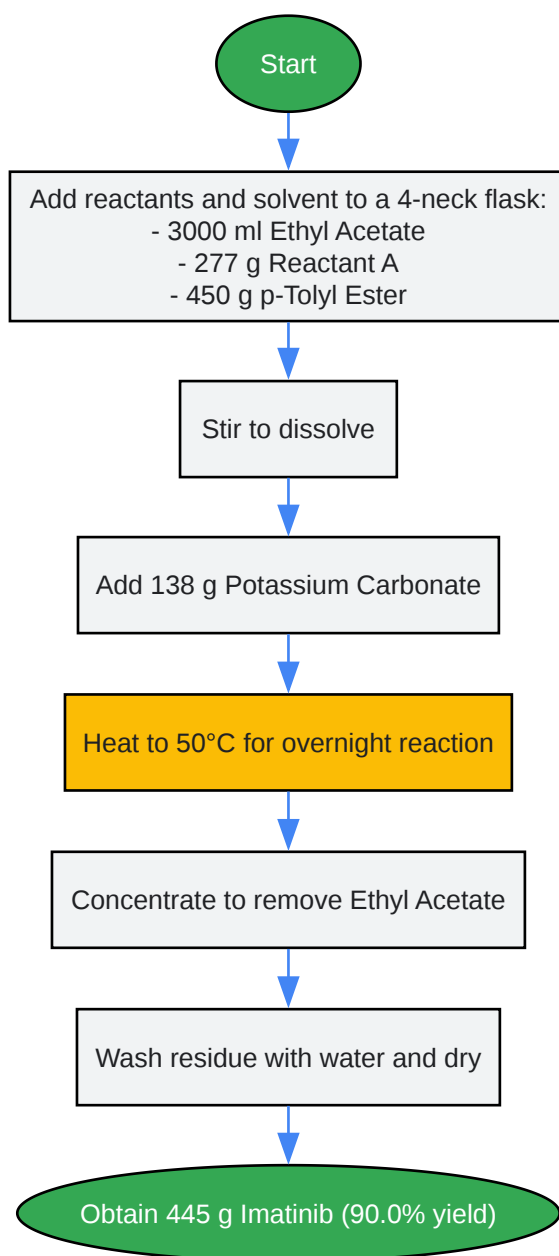 Start
Add reactants and solvent to a 4-neck flask:
- 3000 ml Ethyl Acetate
- 277 g Reactant A
- 450 g p-Tolyl Ester
Stir to dissolve
Add 138 g Potassium Carbonate
Heat to 50°C for overnight reaction
Concentrate to remove Ethyl Acetate
Wash residue with water and dry
Obtain 445 g Imatinib (90.0% yield)